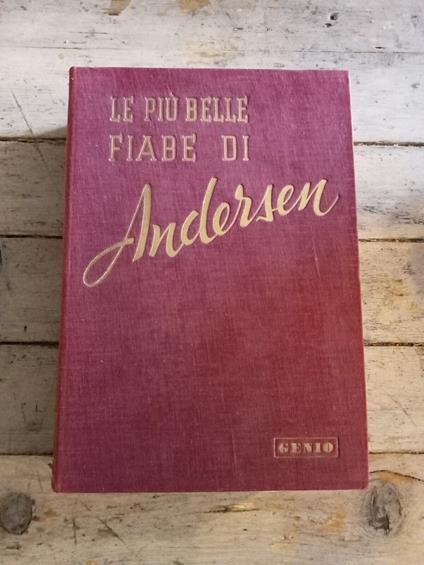 LE PIÙ BELLE
FIABE DI
Andersen
GENIO